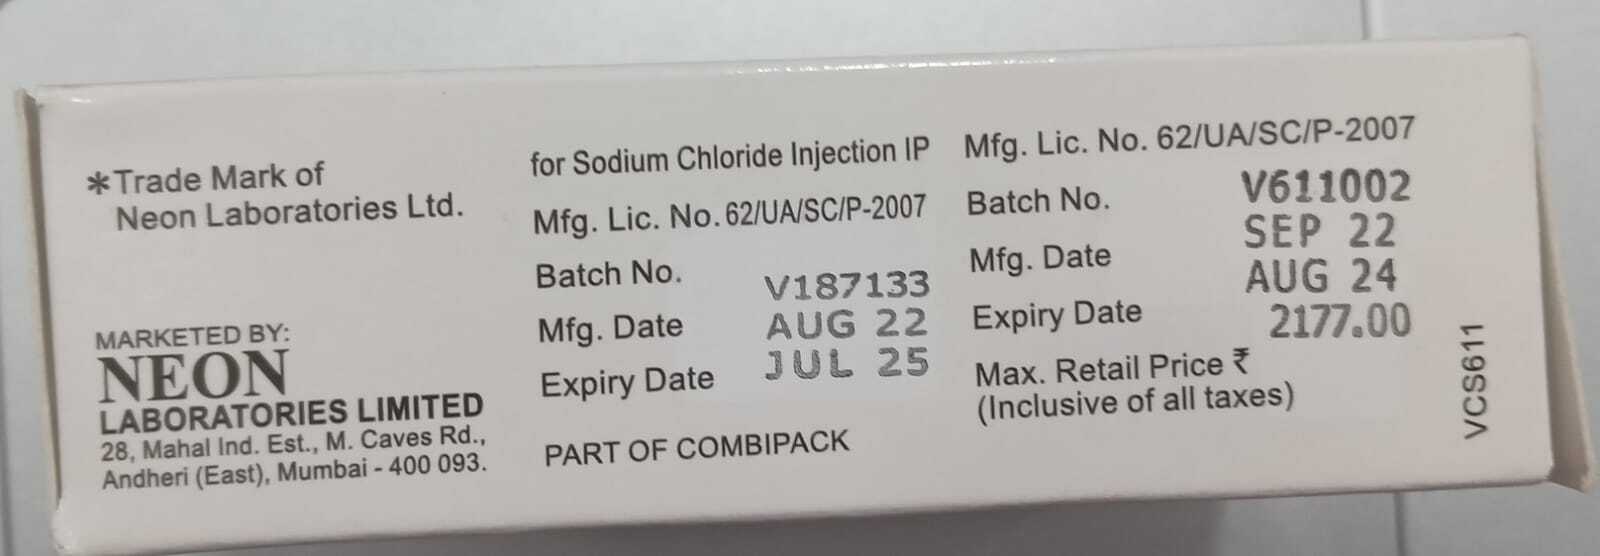 *Trade Mark of
Neon Laboratories Ltd.
MARKETED BY:
NEON
LABORATORIES LIMITED
28, Mahal Ind. Est., M. Caves Rd.,
Andheri (East), Mumbai - 400 093.
for Sodium Chloride Injection IP
Mfg. Lic. No. 62/UA/SC/P-2007
Batch No. V187133
Mfg. Date AUG 22
Expiry Date JUL 25
PART OF COMBIPACK
Mfg. Lic. No. 62/UA/SC/P-2007
Batch No. V611002
Mfg. Date SEP 22
Expiry Date AUG 24
Max. Retail Price ₹ 2177.00
(Inclusive of all taxes)
VCS611